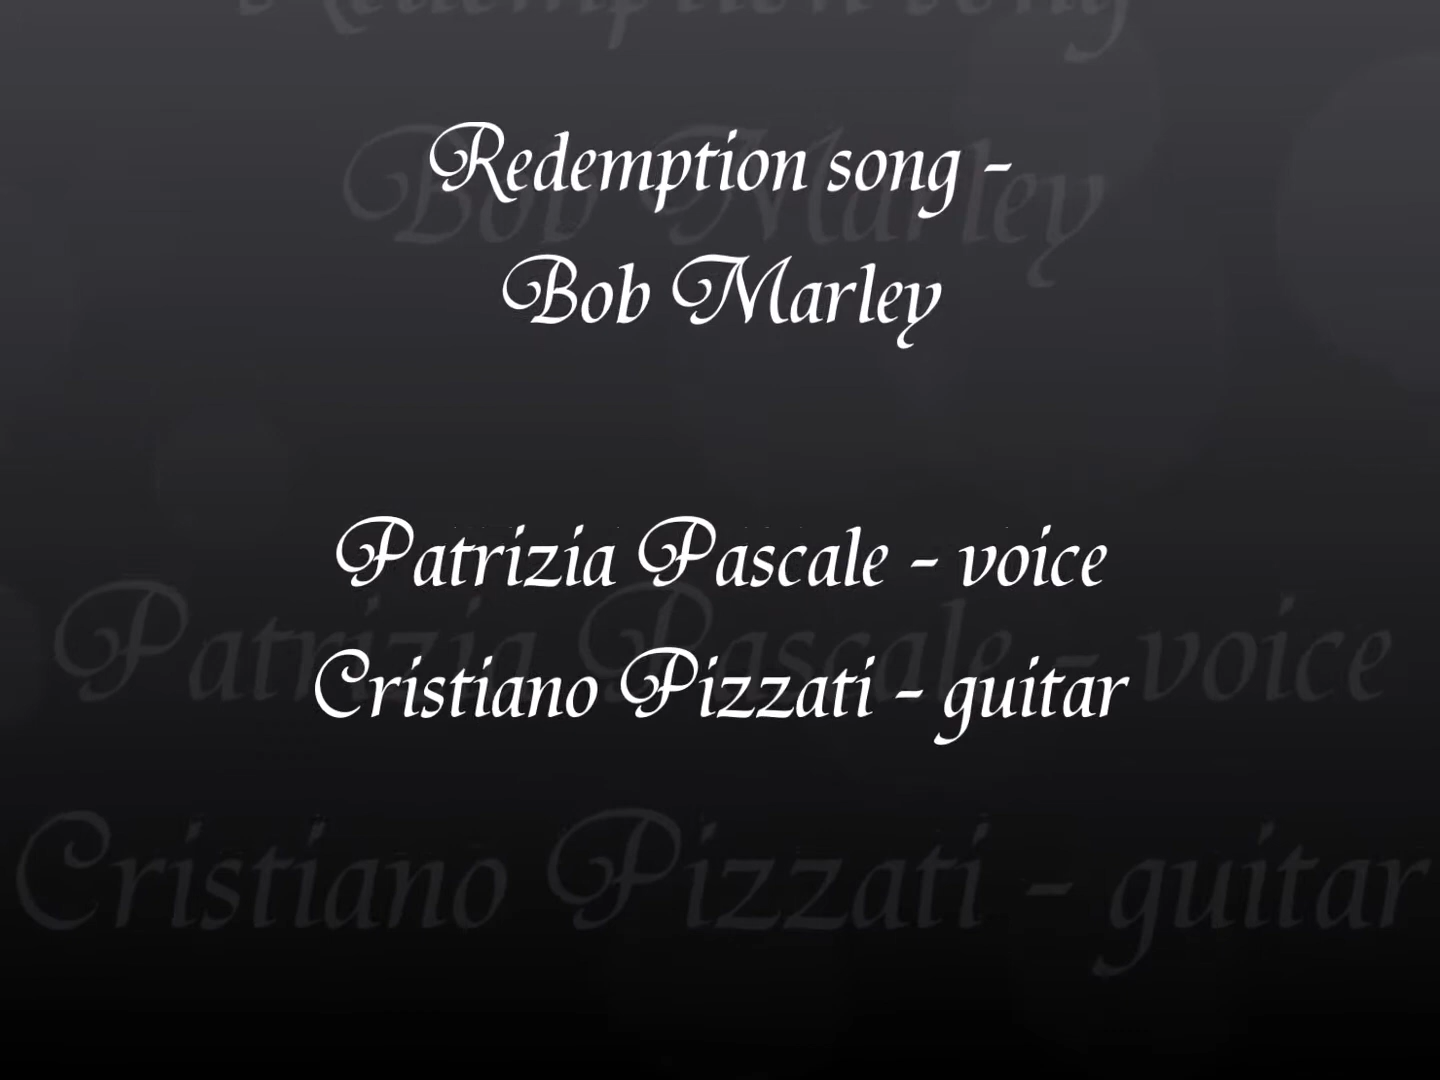 Redemption song -
Bob Marley
Patrizia Pascale - voice
Cristiano Pizzati - guitar